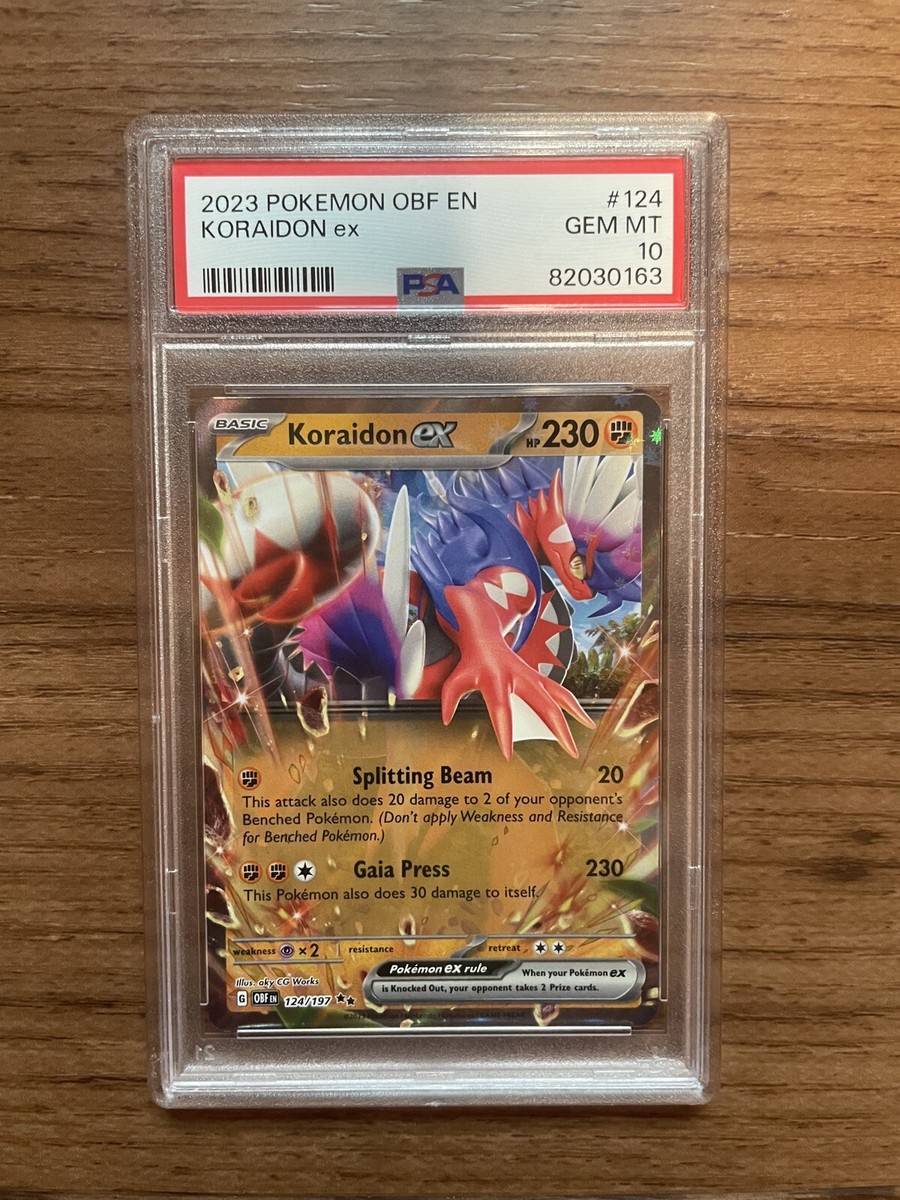 2023 POKEMON OBF EN #124
KORAIDON ex GEM MT
10
PSA 82030163
BASIC Koraidon ex HP 230
Splitting Beam 20
This attack also does 20 damage to 2 of your opponent's
Benched Pokémon. (Don't apply Weakness and Resistance
for Benched Pokémon.)
Gaia Press 230
This Pokémon also does 30 damage to itself.
weakness ×2 resistance retreat
Pokémon ex rule When your Pokémon ex
is Knocked Out, your opponent takes 2 Prize cards.
Illus. aky CG Works
G OBF EN 124/197 ★★